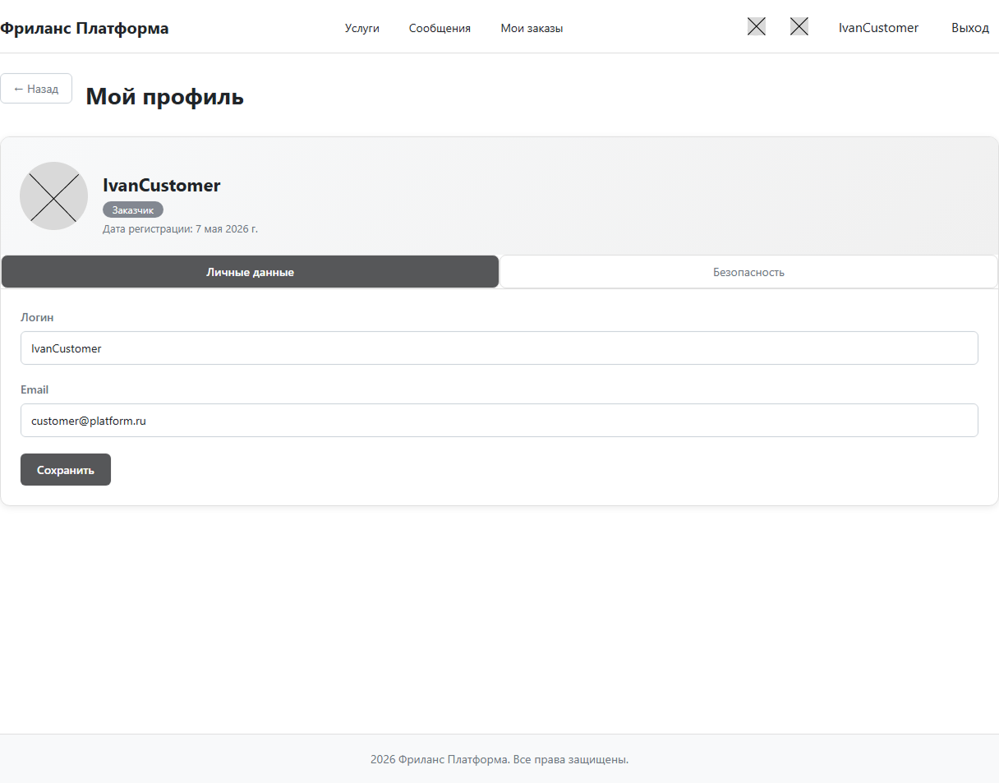 Фриланс Платформа
Услуги Сообщения Мои заказы
IvanCustomer Выход
← Назад
Мой профиль
IvanCustomer
Заказчик
Дата регистрации: 7 мая 2026 г.
Личные данные
Безопасность
Логин
IvanCustomer
Email
customer@platform.ru
Сохранить
2026 Фриланс Платформа. Все права защищены.